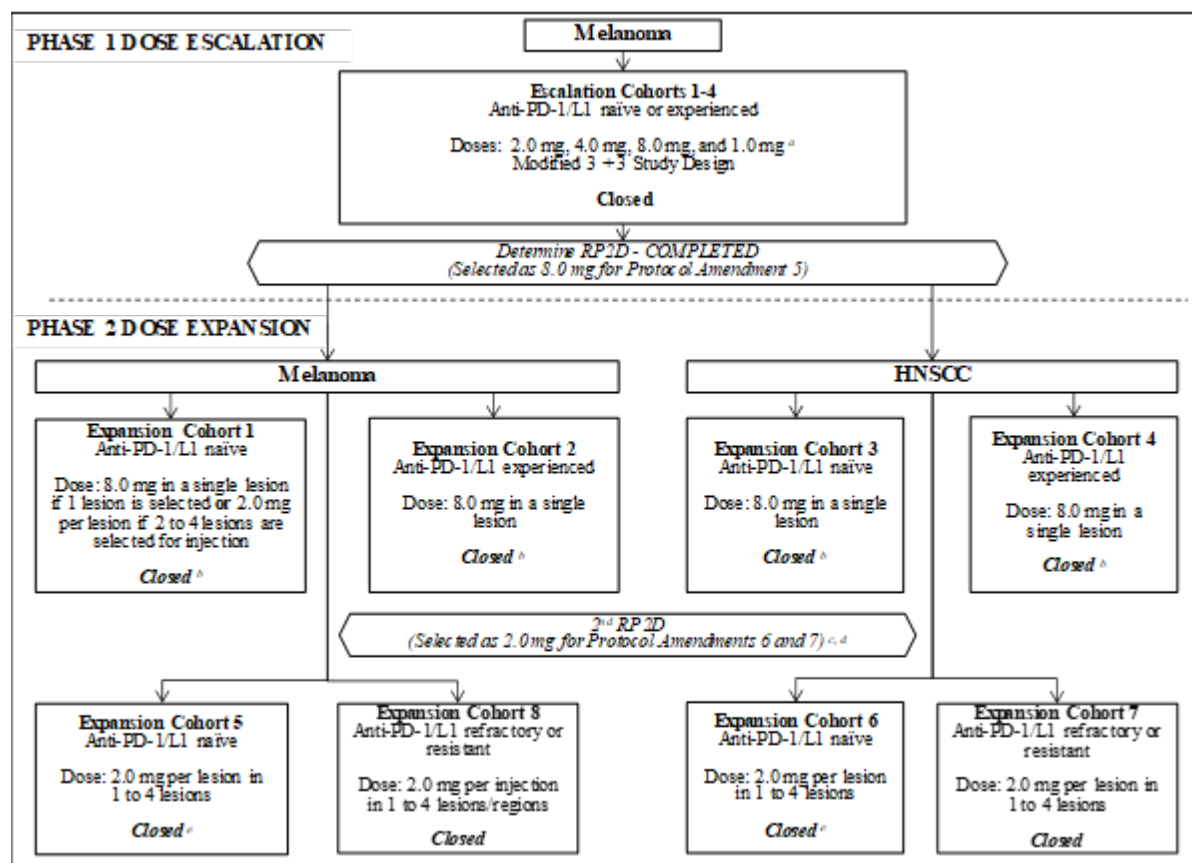 PHASE 1 DOSE ESCALATION
Melanoma
Escalation Cohorts 1-4
Anti-PD-1/L1 naïve or experienced
Doses: 2.0 mg, 4.0 mg, 8.0 mg, and 1.0 mg a
Modified 3 + 3 Study Design
Closed
Determine RP2D - COMPLETED
(Selected as 8.0 mg for Protocol Amendment 5)
PHASE 2 DOSE EXPANSION
Melanoma
HNSCC
Expansion Cohort 1
Anti-PD-1/L1 naïve
Dose: 8.0 mg in a single lesion
if 1 lesion is selected or 2.0 mg
per lesion if 2 to 4 lesions are
selected for injection
Closed b
Expansion Cohort 2
Anti-PD-1/L1 experienced
Dose: 8.0 mg in a single
lesion
Closed b
Expansion Cohort 3
Anti-PD-1/L1 naïve
Dose: 8.0 mg in a single
lesion
Closed b
Expansion Cohort 4
Anti-PD-1/L1
experienced
Dose: 8.0 mg in a
single lesion
Closed b
2nd RP2D
(Selected as 2.0 mg for Protocol Amendments 6 and 7) c, d
Expansion Cohort 5
Anti-PD-1/L1 naïve
Dose: 2.0 mg per lesion in
1 to 4 lesions
Closed e
Expansion Cohort 8
Anti-PD-1/L1 refractory or
resistant
Dose: 2.0 mg per injection
in 1 to 4 lesions/regions
Closed
Expansion Cohort 6
Anti-PD-1/L1 naïve
Dose: 2.0 mg per lesion
in 1 to 4 lesions
Closed e
Expansion Cohort 7
Anti-PD-1/L1 refractory or
resistant
Dose: 2.0 mg per lesion in
1 to 4 lesions
Closed